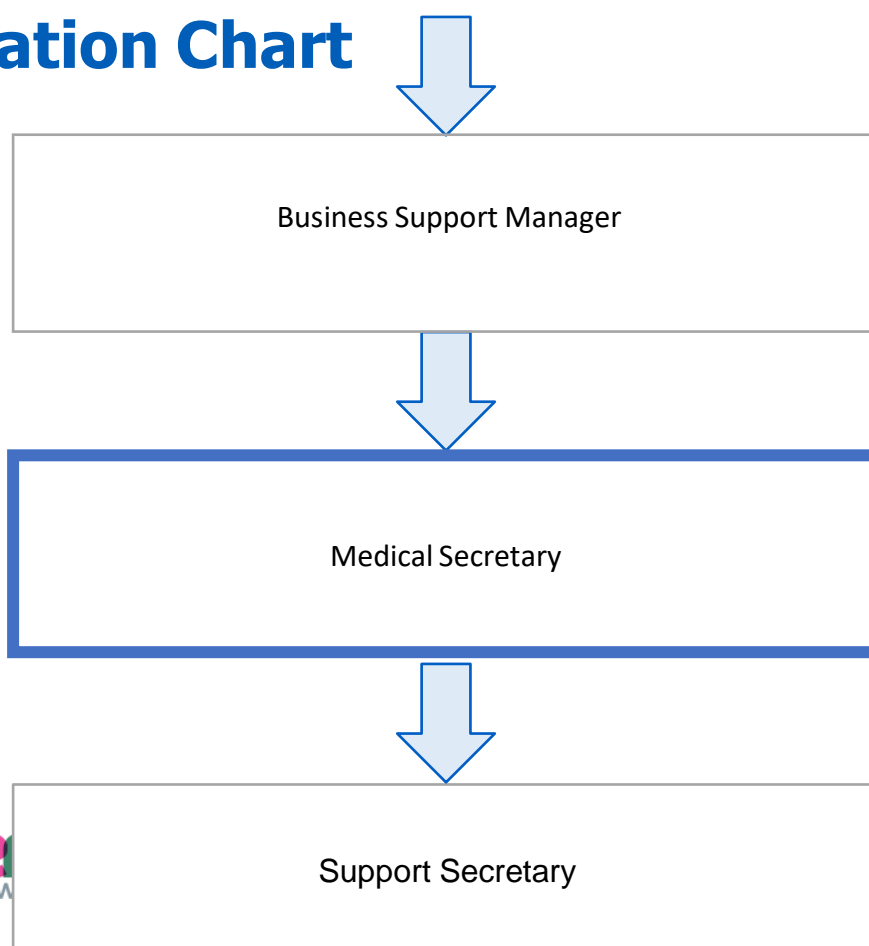 ation Chart
Business Support Manager
Medical Secretary
Support Secretary